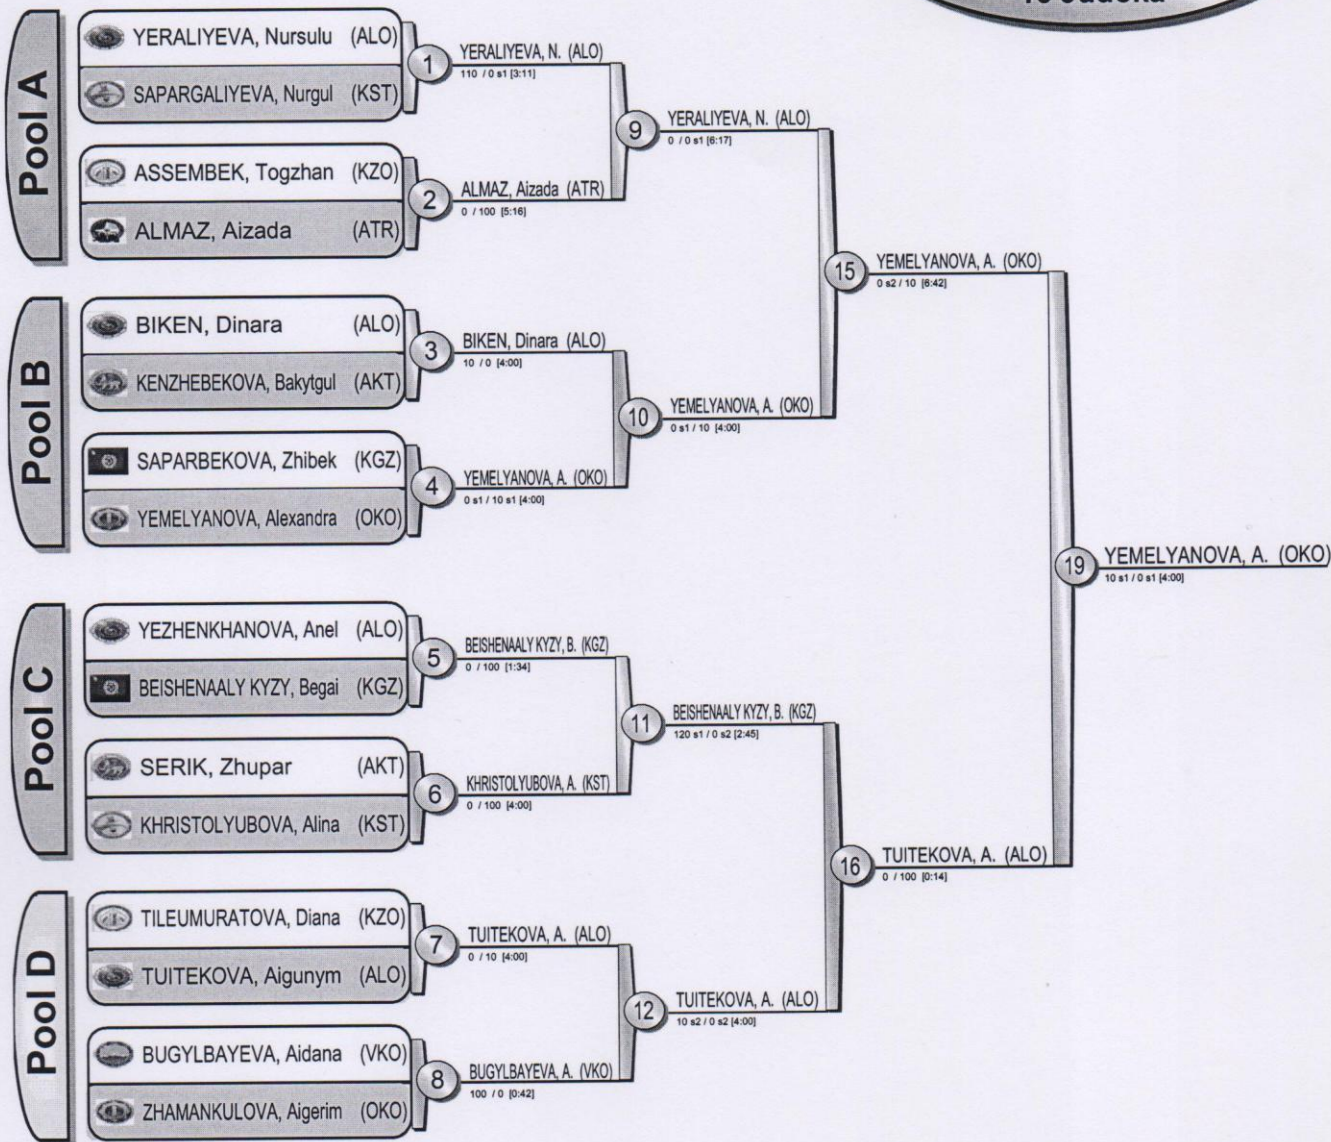 16 Judoka
Pool A
YERALIYEVA, Nursulu (ALO)
SAPARGALIYEVA, Nurgul (KST)
1
YERALIYEVA, N. (ALO)
110 / 0 s1 [3:11]
ASSEMBEK, Togzhan (KZO)
ALMAZ, Aizada (ATR)
2
ALMAZ, Aizada (ATR)
0 / 100 [5:16]
9
YERALIYEVA, N. (ALO)
0 / 0 s1 [6:17]
Pool B
BIKEN, Dinara (ALO)
KENZHEBEKOVA, Bakytgul (AKT)
3
BIKEN, Dinara (ALO)
10 / 0 [4:00]
SAPARBEKOVA, Zhibek (KGZ)
YEMELYANOVA, Alexandra (OKO)
4
YEMELYANOVA, A. (OKO)
0 s1 / 10 s1 [4:00]
10
YEMELYANOVA, A. (OKO)
0 s1 / 10 [4:00]
15
YEMELYANOVA, A. (OKO)
0 s2 / 10 [6:42]
Pool C
YEZHENKHANOVA, Anel (ALO)
BEISHENAALY KYZY, Begai (KGZ)
5
BEISHENAALY KYZY, B. (KGZ)
0 / 100 [1:34]
SERIK, Zhupar (AKT)
KHRISTOLYUBOVA, Alina (KST)
6
KHRISTOLYUBOVA, A. (KST)
0 / 100 [4:00]
11
BEISHENAALY KYZY, B. (KGZ)
120 s1 / 0 s2 [2:45]
Pool D
TILEUMURATOVA, Diana (KZO)
TUITEKOVA, Aigunym (ALO)
7
TUITEKOVA, A. (ALO)
0 / 10 [4:00]
BUGYLBAYEVA, Aidana (VKO)
ZHAMANKULOVA, Aigerim (OKO)
8
BUGYLBAYEVA, A. (VKO)
100 / 0 [0:42]
12
TUITEKOVA, A. (ALO)
10 s2 / 0 s2 [4:00]
16
TUITEKOVA, A. (ALO)
0 / 100 [0:14]
19
YEMELYANOVA, A. (OKO)
10 s1 / 0 s1 [4:00]